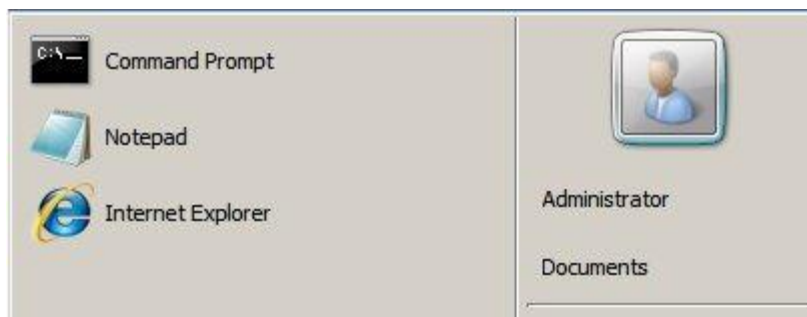 C:\_
Command Prompt
Notepad
Internet Explorer
Administrator
Documents